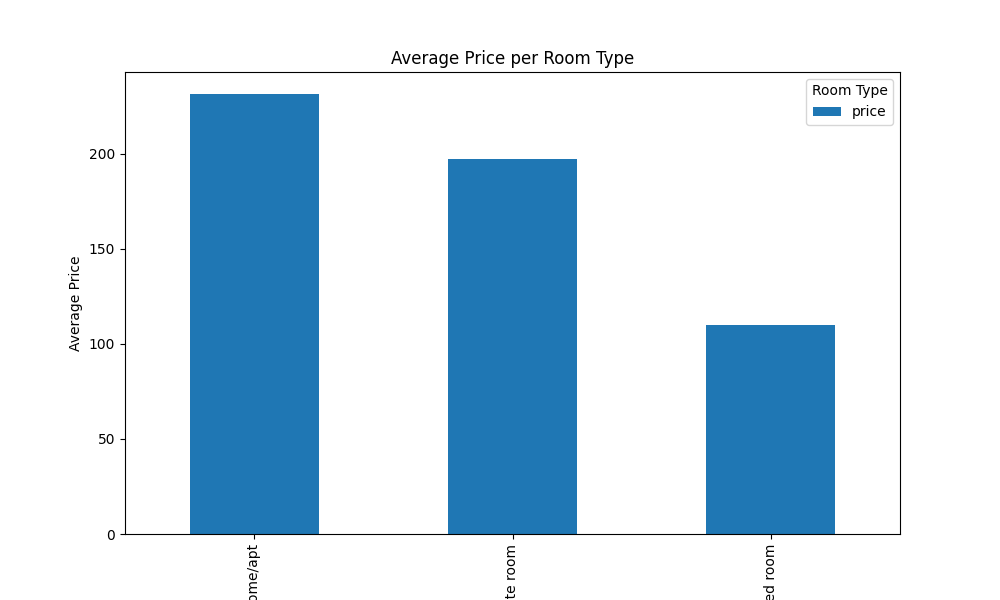 Average Price per Room Type
Room Type
price
Average Price
200
150
100
50
0
ome/apt
te room
ed room